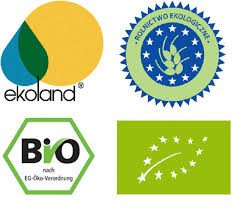 ekoland®
• ROLNICTWO EKOLOGICZNE •
BiO
nach
EG-Öko-Verordnung